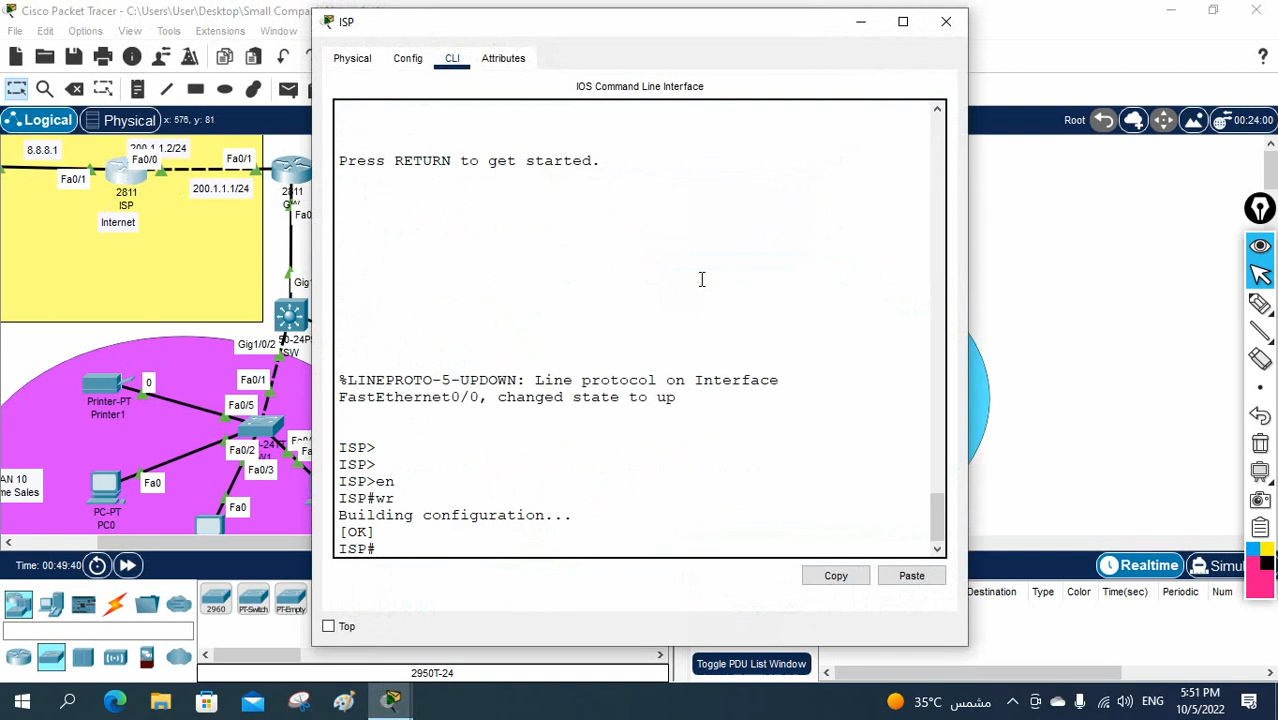 Cisco Packet Tracer - C:\Users\User\Desktop\Small Compa
ISP
File Edit Options View Tools Extensions Window
Physical Config CLI Attributes
IOS Command Line Interface
Logical Physical x: 576, y: 81
Root 00:24:00
8.8.8.1
200.1.1.2/24
Fa0/0
Fa0/1
Fa0/1
200.1.1.1/24
2811
ISP
Internet
2811
Fa0
Gig
Gig1/0/2
SW
Fa0/1
0
Printer-PT
Printer1
Fa0/5
Fa0/2
Fa0/3
Fa0
PC-PT
PC0
Fa0
AN 10
me Sales
Press RETURN to get started.
%LINEPROTO-5-UPDOWN: Line protocol on Interface
FastEthernet0/0, changed state to up
ISP>
ISP>
ISP>en
ISP#wr
Building configuration...
[OK]
ISP#
Copy Paste
Top
Time: 00:49:40
Realtime Simul
2960 PT-Switch PT-Empty
2950T-24
Toggle PDU List Window
Destination Type Color Time(sec) Periodic Num
35°C مشمس
ENG
5:51 PM
10/5/2022